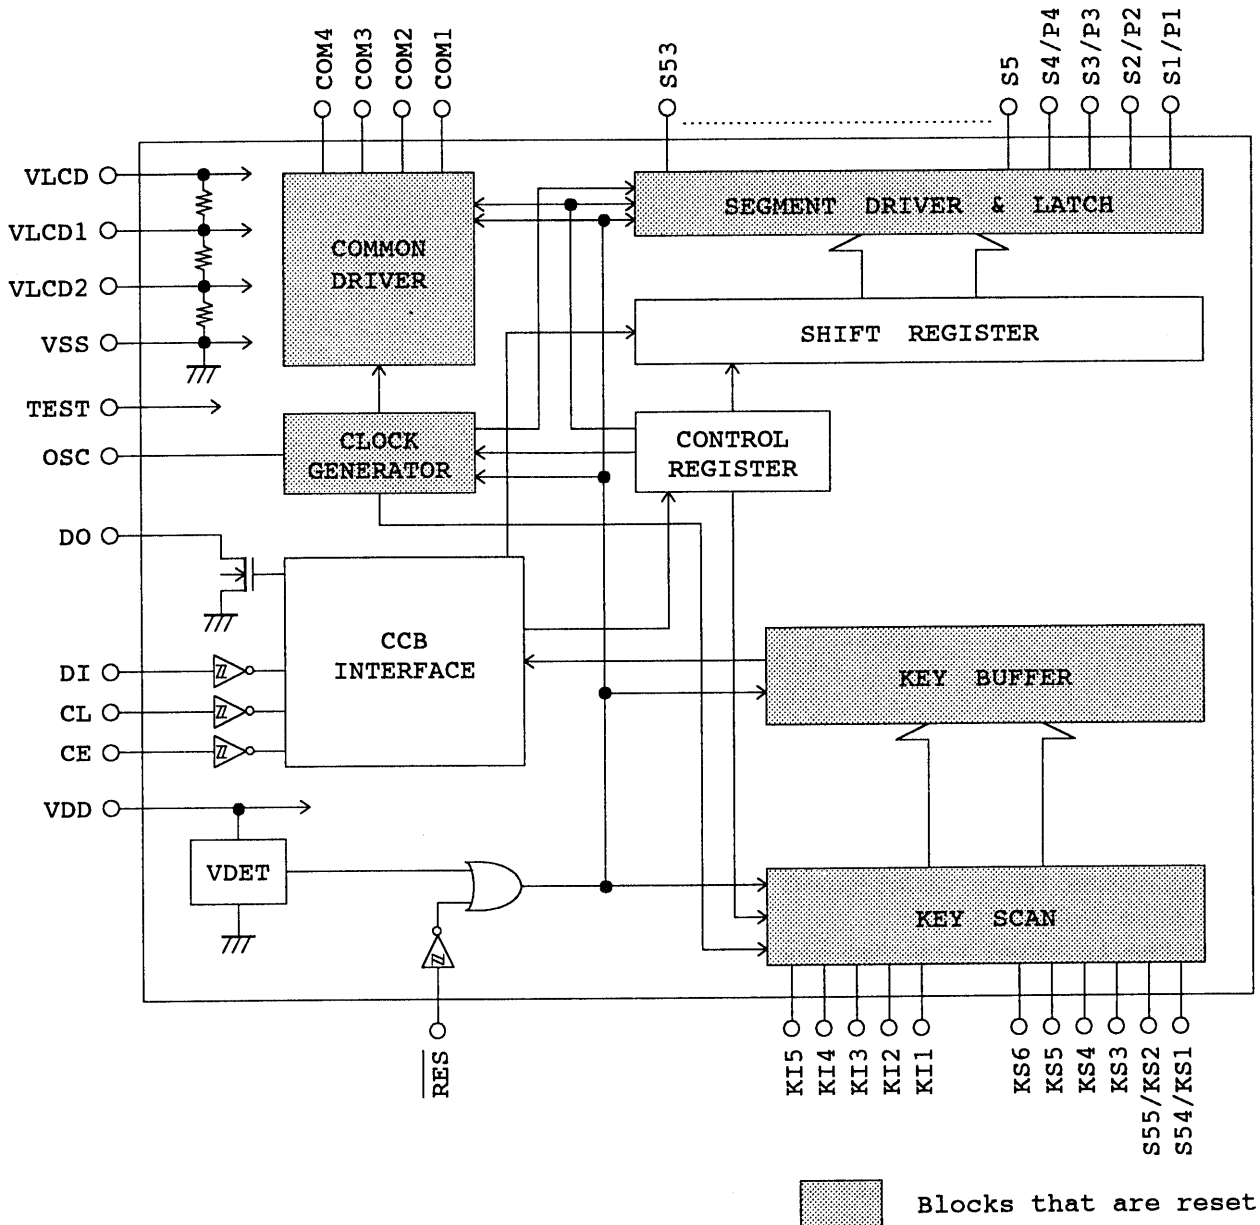 COM4
COM3
COM2
COM1
S53
S5
S4/P4
S3/P3
S2/P2
S1/P1
VLCD
VLCD1
VLCD2
VSS
TEST
OSC
DO
DI
CL
CE
VDD
COMMON
DRIVER
SEGMENT DRIVER & LATCH
SHIFT REGISTER
CLOCK
GENERATOR
CONTROL
REGISTER
CCB
INTERFACE
KEY BUFFER
VDET
KEY SCAN
RES
KI5
KI4
KI3
KI2
KI1
KS6
KS5
KS4
KS3
S55/KS2
S54/KS1
Blocks that are reset